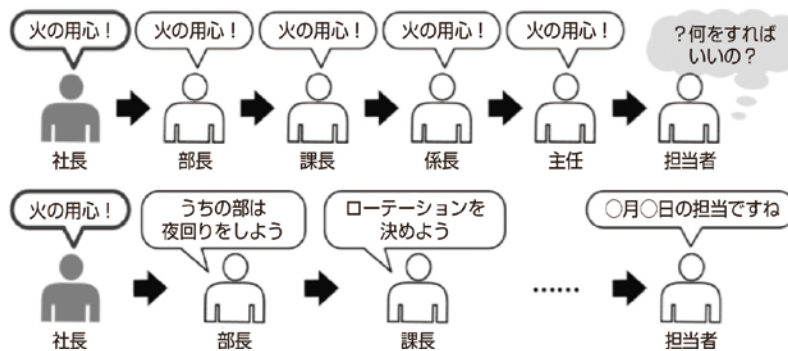 火の用心！
火の用心！
火の用心！
火の用心！
火の用心！
？何をすれば
いいの？
社長
部長
課長
係長
主任
担当者
火の用心！
うちの部は
夜回りをしよう
ローテーションを
決めよう
○月○日の担当ですね
……
社長
部長
課長
担当者